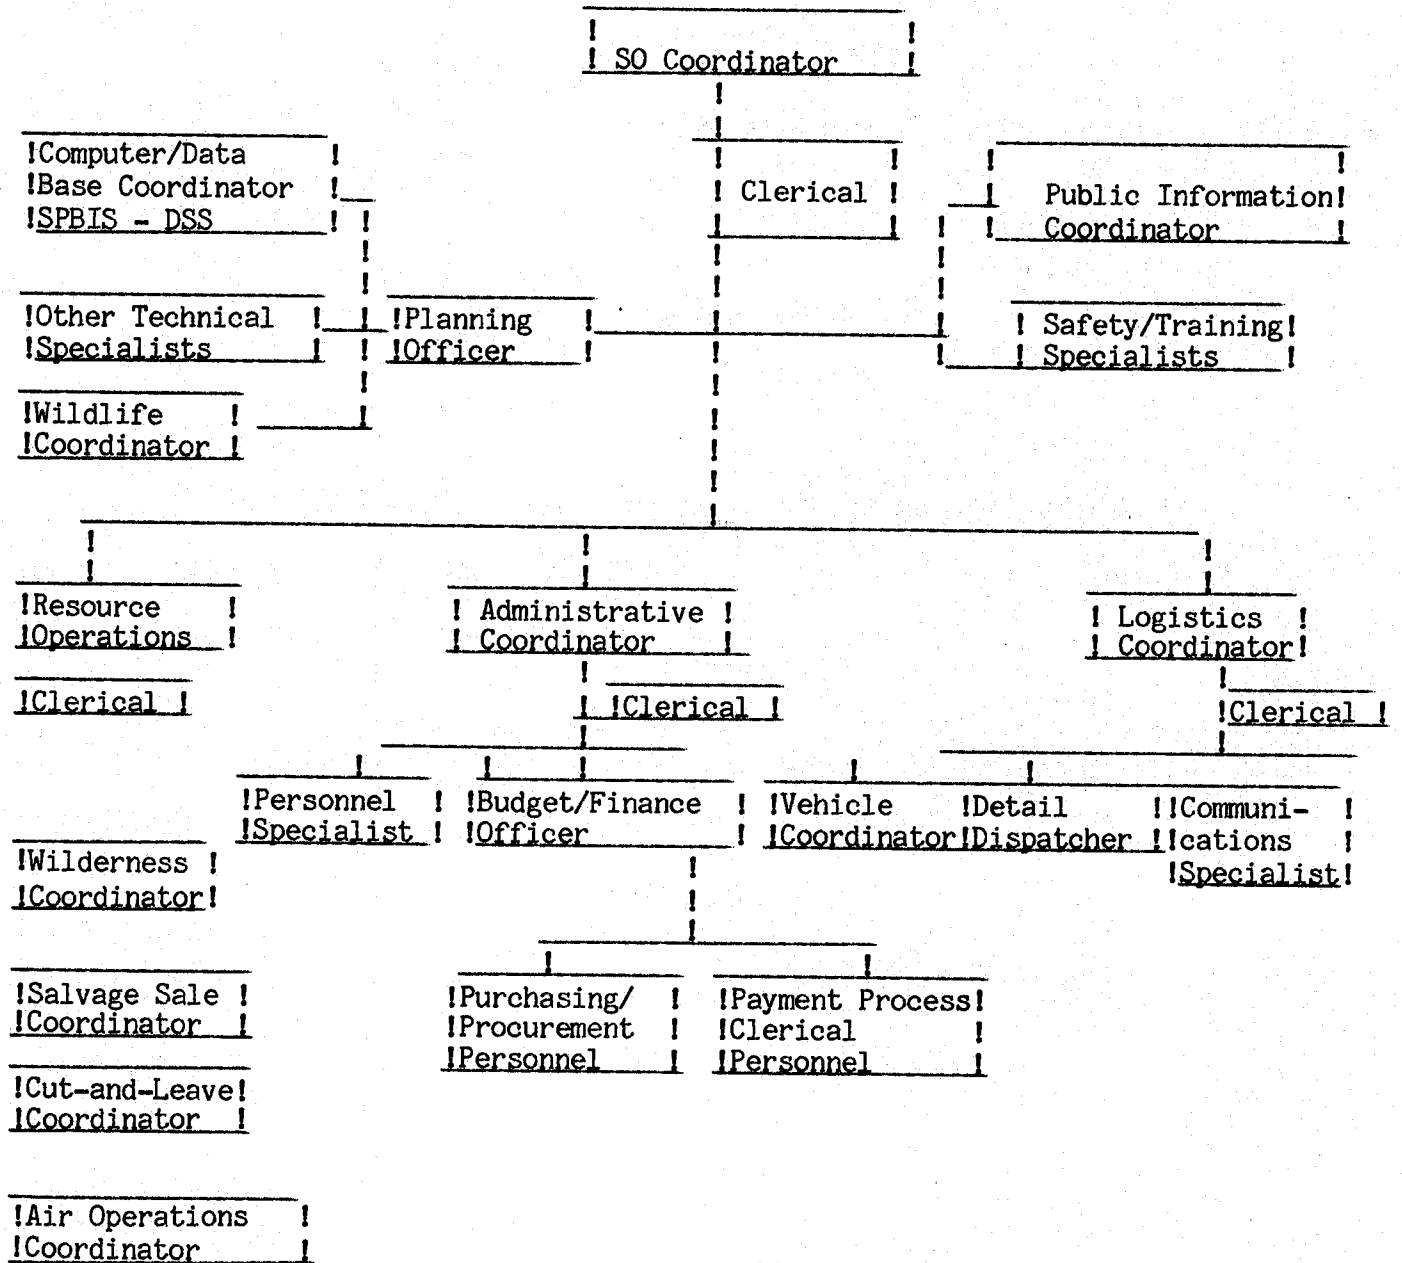 SO Coordinator
Computer/Data
Base Coordinator
SPBIS - DSS
Clerical
Public Information
Coordinator
Other Technical
Specialists
Planning
Officer
Safety/Training
Specialists
Wildlife
Coordinator
Resource
Operations
Administrative
Coordinator
Logistics
Coordinator
Clerical
Clerical
Clerical
Personnel
Specialist
Budget/Finance
Officer
Vehicle
Coordinator
Detail
Dispatcher
Communi-
cations
Specialist
Wilderness
Coordinator
Salvage Sale
Coordinator
Purchasing/
Procurement
Personnel
Payment Process
Clerical
Personnel
Cut-and-Leave
Coordinator
Air Operations
Coordinator